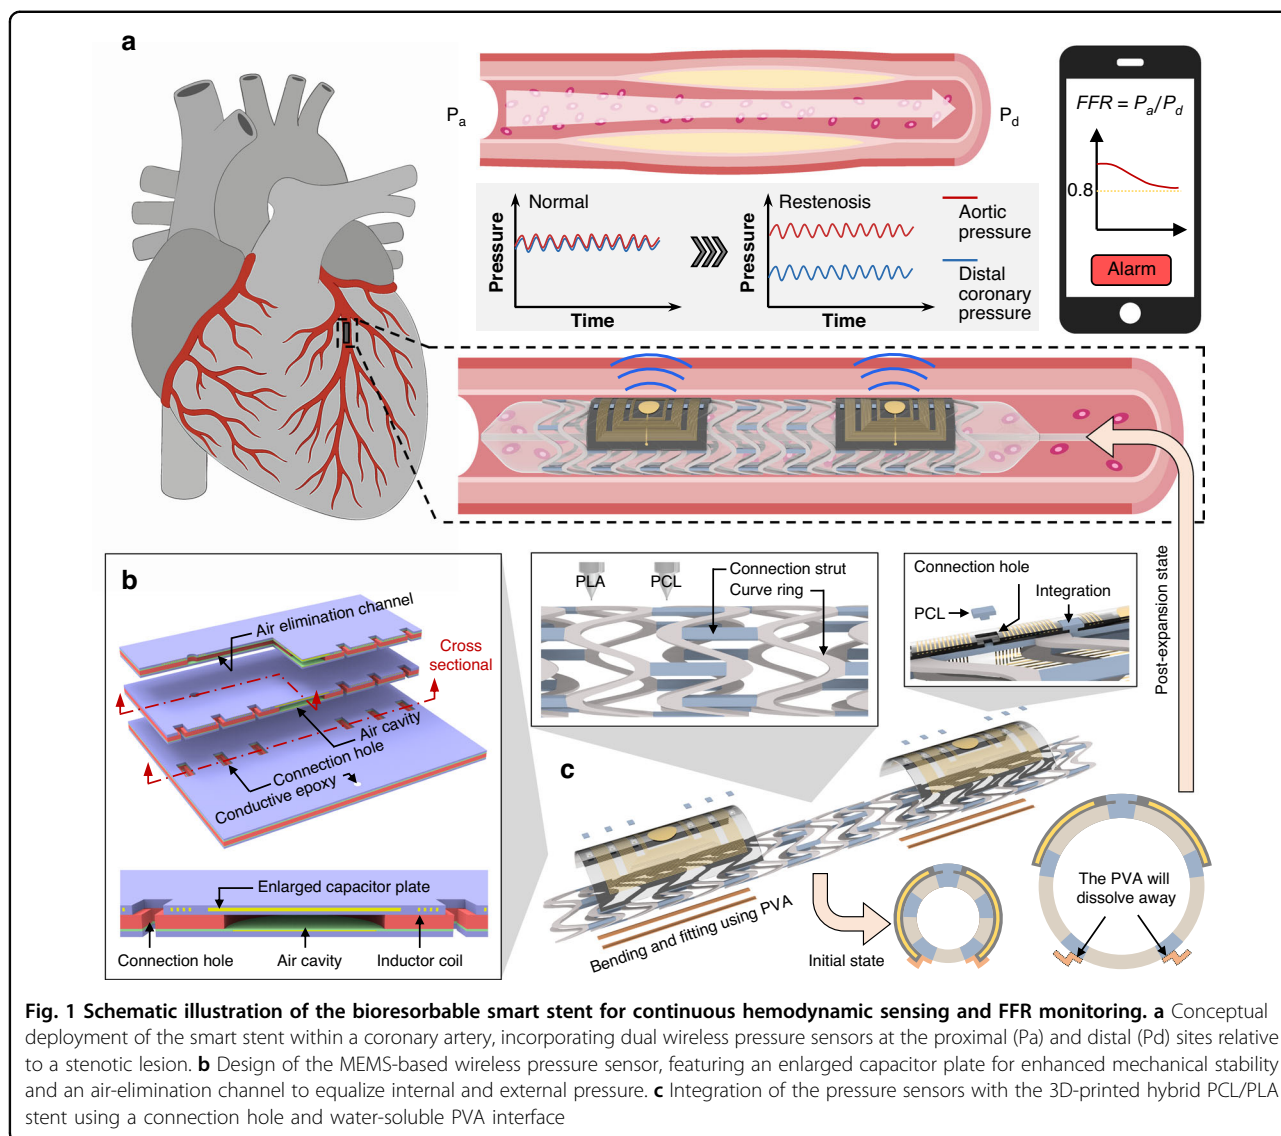 a
P_a
P_d
FFR = P_a/P_d
0.8
Alarm
Normal
Pressure
Time
Restenosis
Pressure
Time
Aortic
pressure
Distal
coronary
pressure
b
Air elimination channel
Cross
sectional
Air cavity
Connection hole
Conductive epoxy
Enlarged capacitor plate
Connection hole
Air cavity
Inductor coil
PLA
PCL
Connection strut
Curve ring
Connection hole
PCL
Integration
Post-expansion state
c
Bending and fitting using PVA
Initial state
The PVA will
dissolve away
Fig. 1 Schematic illustration of the bioresorbable smart stent for continuous hemodynamic sensing and FFR monitoring. a Conceptual
deployment of the smart stent within a coronary artery, incorporating dual wireless pressure sensors at the proximal (Pa) and distal (Pd) sites relative
to a stenotic lesion. b Design of the MEMS-based wireless pressure sensor, featuring an enlarged capacitor plate for enhanced mechanical stability
and an air-elimination channel to equalize internal and external pressure. c Integration of the pressure sensors with the 3D-printed hybrid PCL/PLA
stent using a connection hole and water-soluble PVA interface